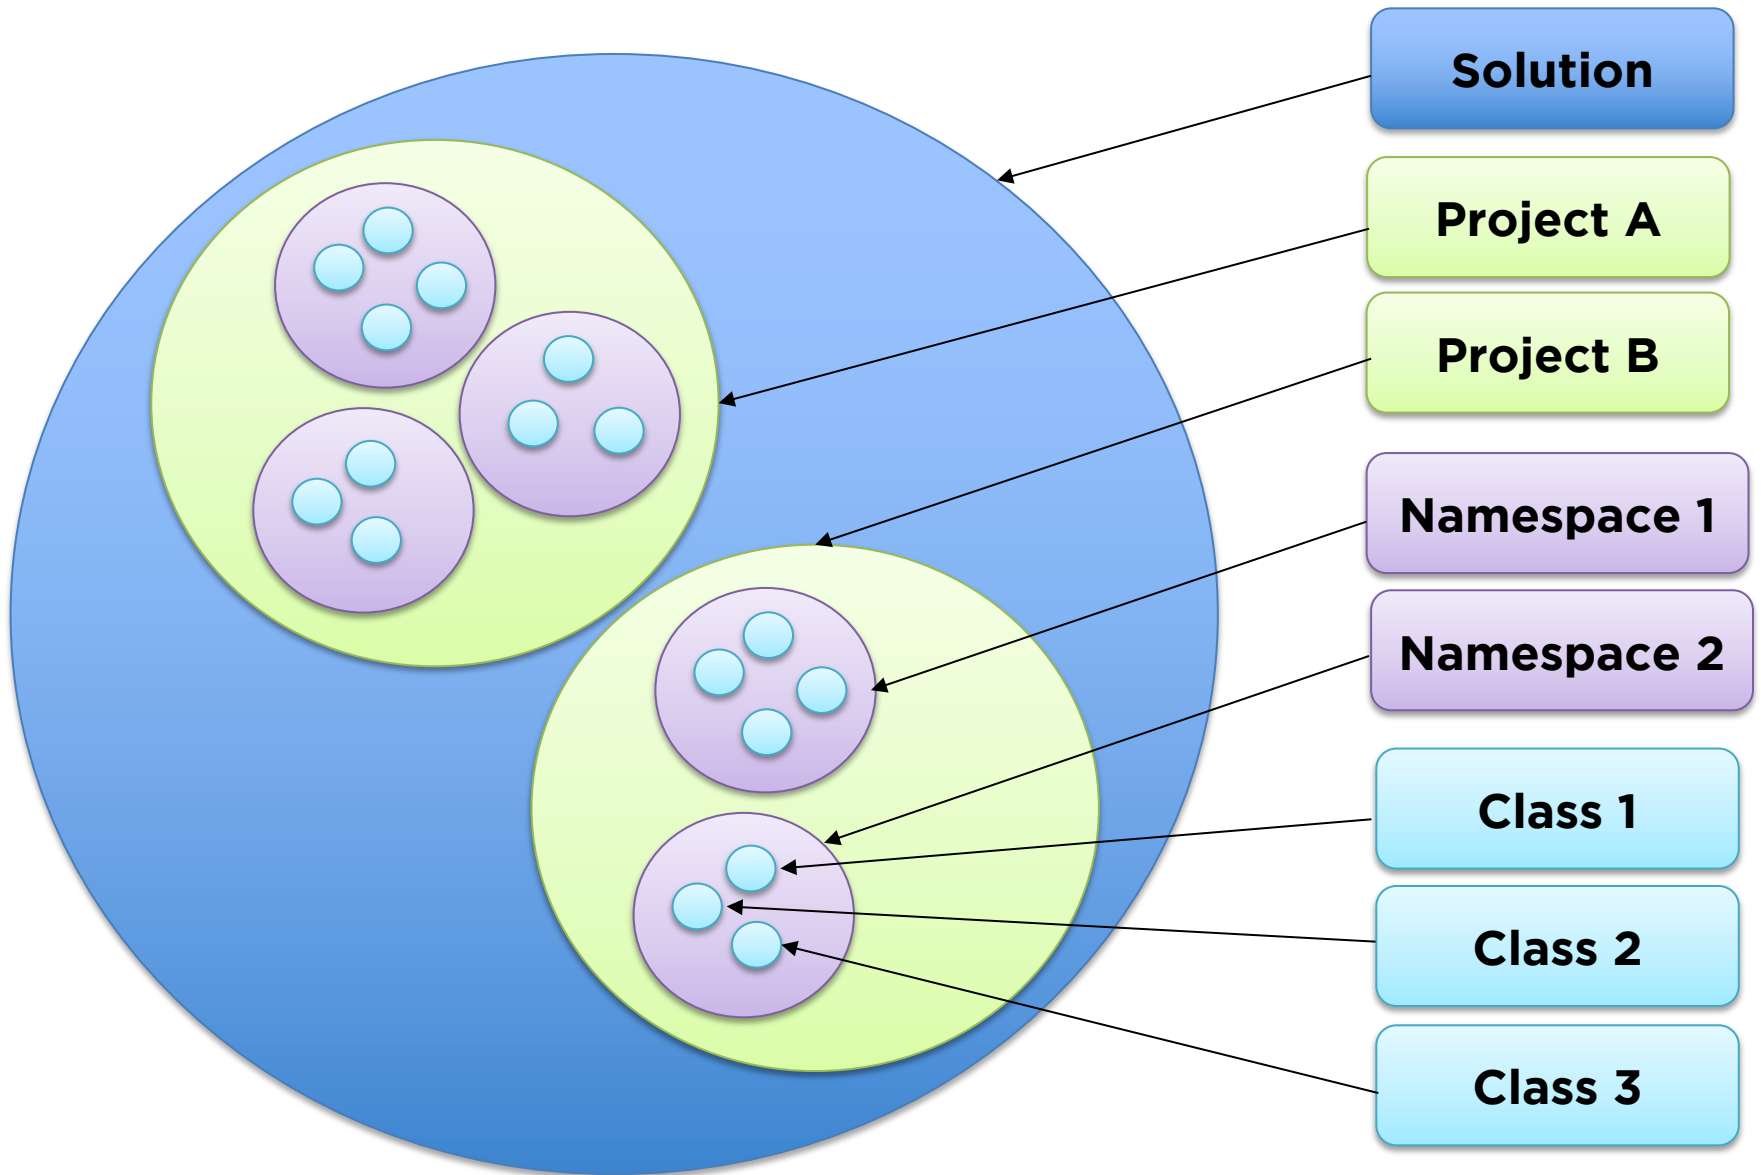 Solution
Project A
Project B
Namespace 1
Namespace 2
Class 1
Class 2
Class 3